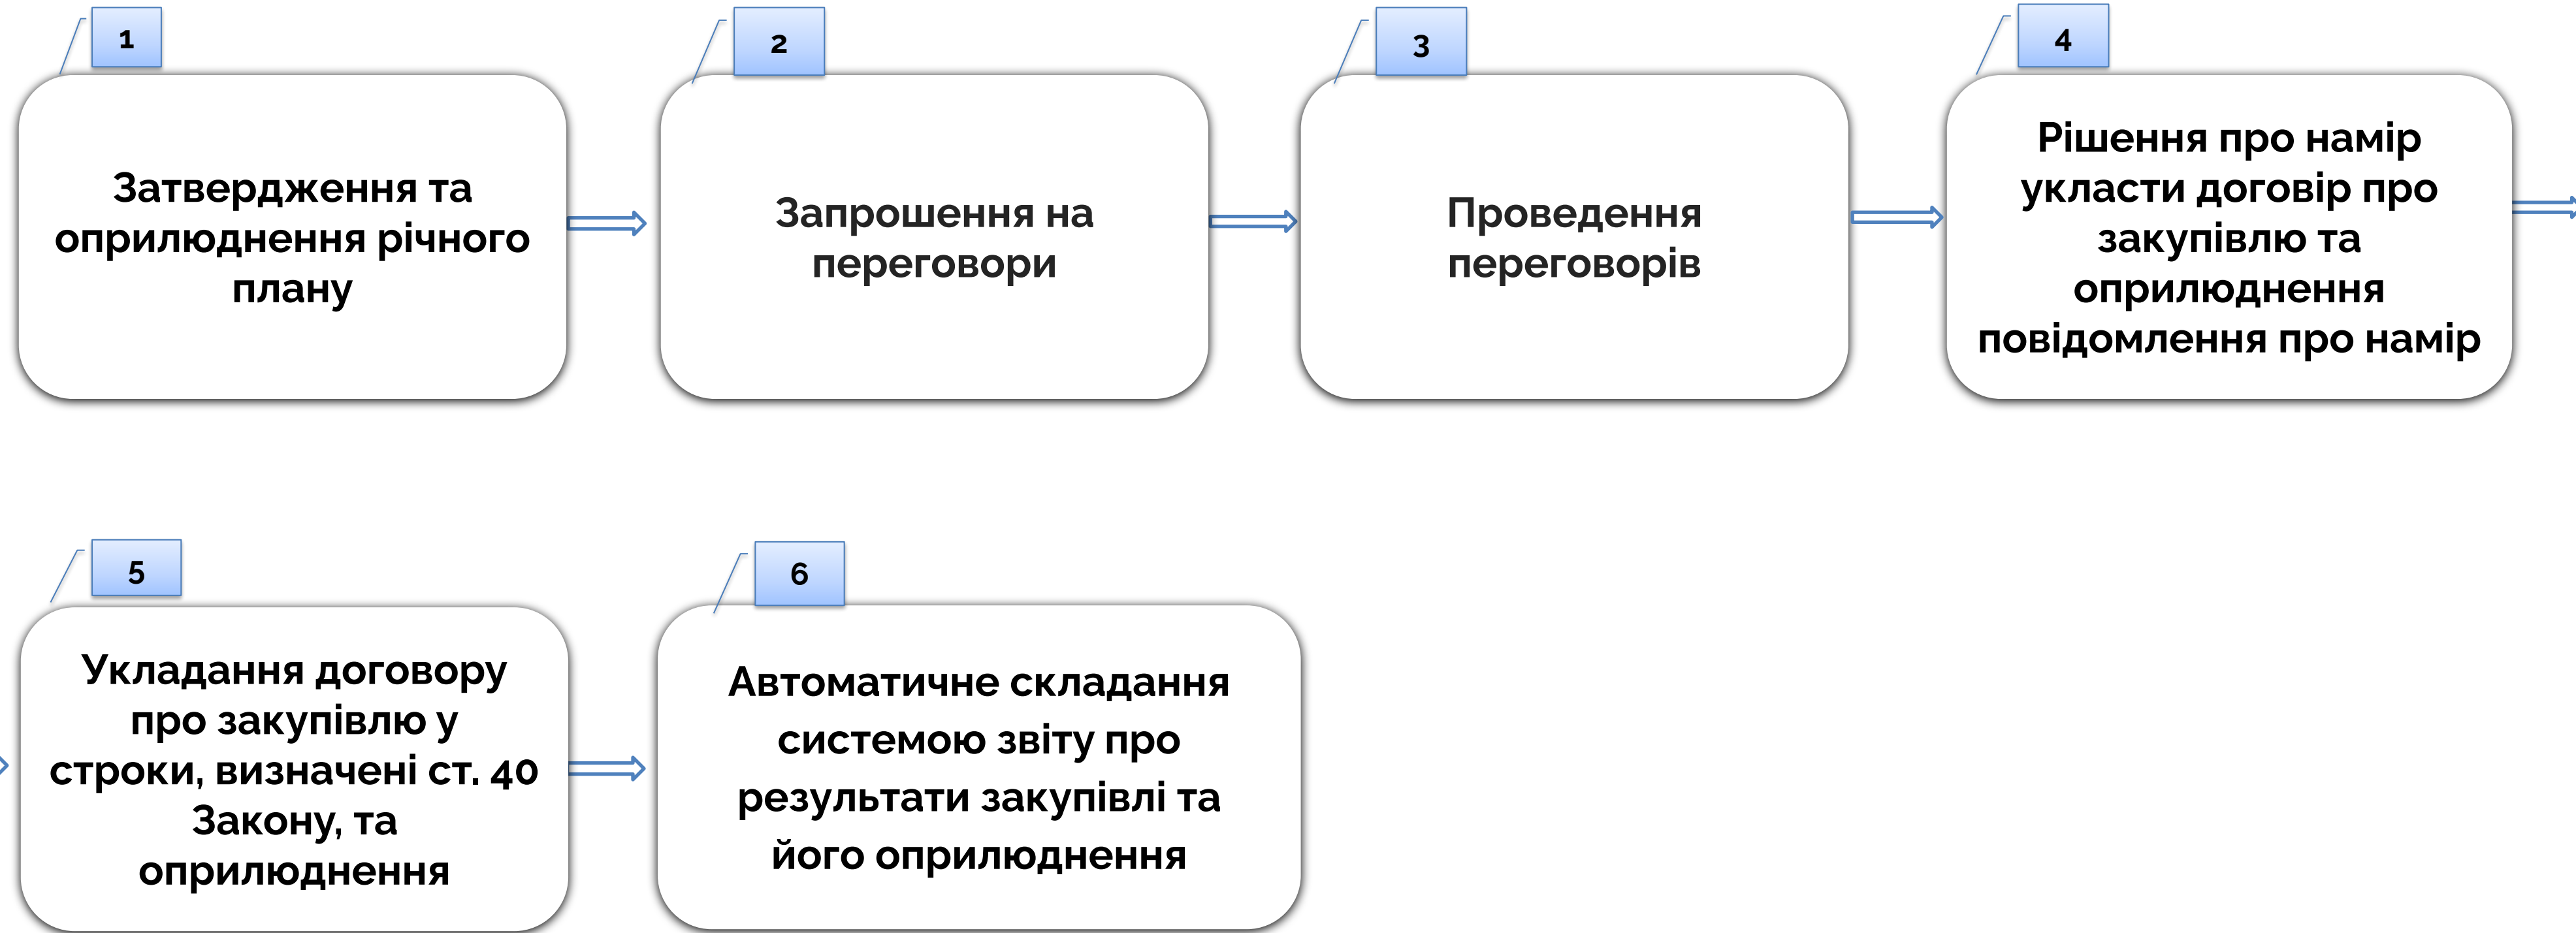 1
Затвердження та
оприлюднення річного
плану
2
Запрошення на
переговори
3
Проведення
переговорів
4
Рішення про намір
укласти договір про
закупівлю та
оприлюднення
повідомлення про намір
5
Укладання договору
про закупівлю у
строки, визначені ст. 40
Закону, та
оприлюднення
6
Автоматичне складання
системою звіту про
результати закупівлі та
його оприлюднення